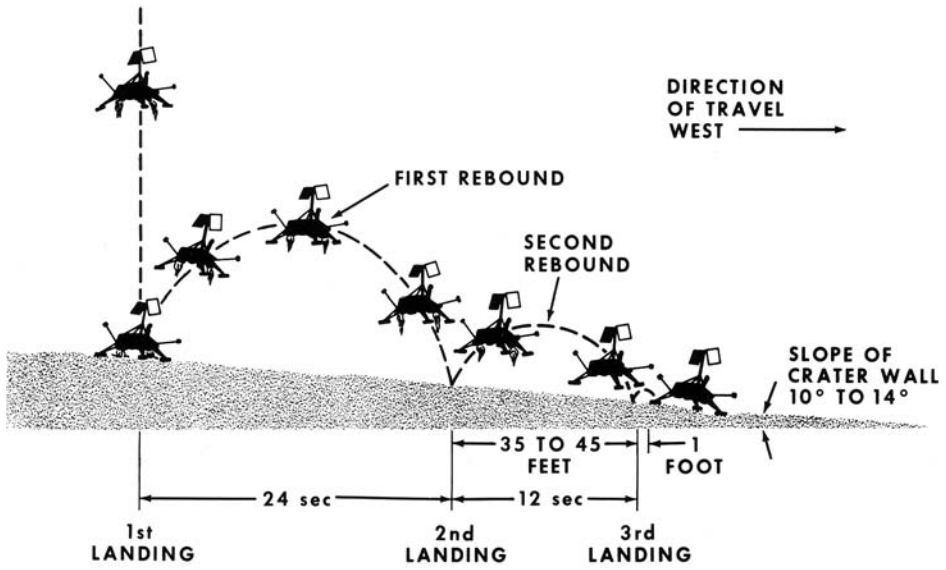 DIRECTION
OF TRAVEL
WEST
FIRST REBOUND
SECOND
REBOUND
SLOPE OF
CRATER WALL
10° TO 14°
35 TO 45
FEET
1
FOOT
24 sec
12 sec
1st
LANDING
2nd
LANDING
3rd
LANDING